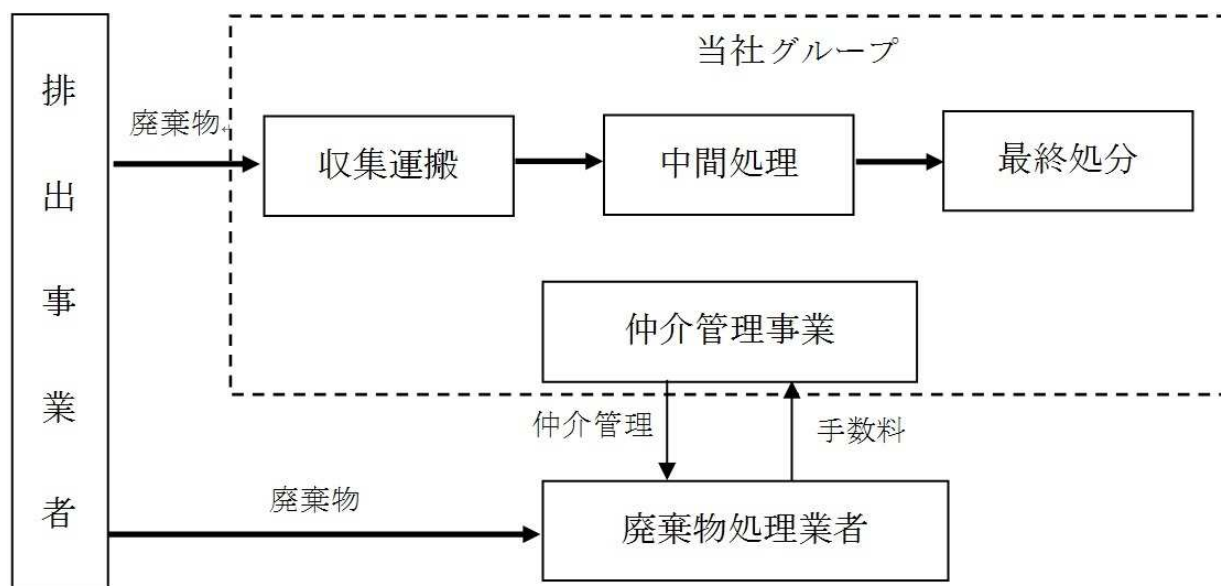 当社グループ
排出事業者
廃棄物
収集運搬
中間処理
最終処分
仲介管理事業
仲介管理
手数料
廃棄物
廃棄物処理業者